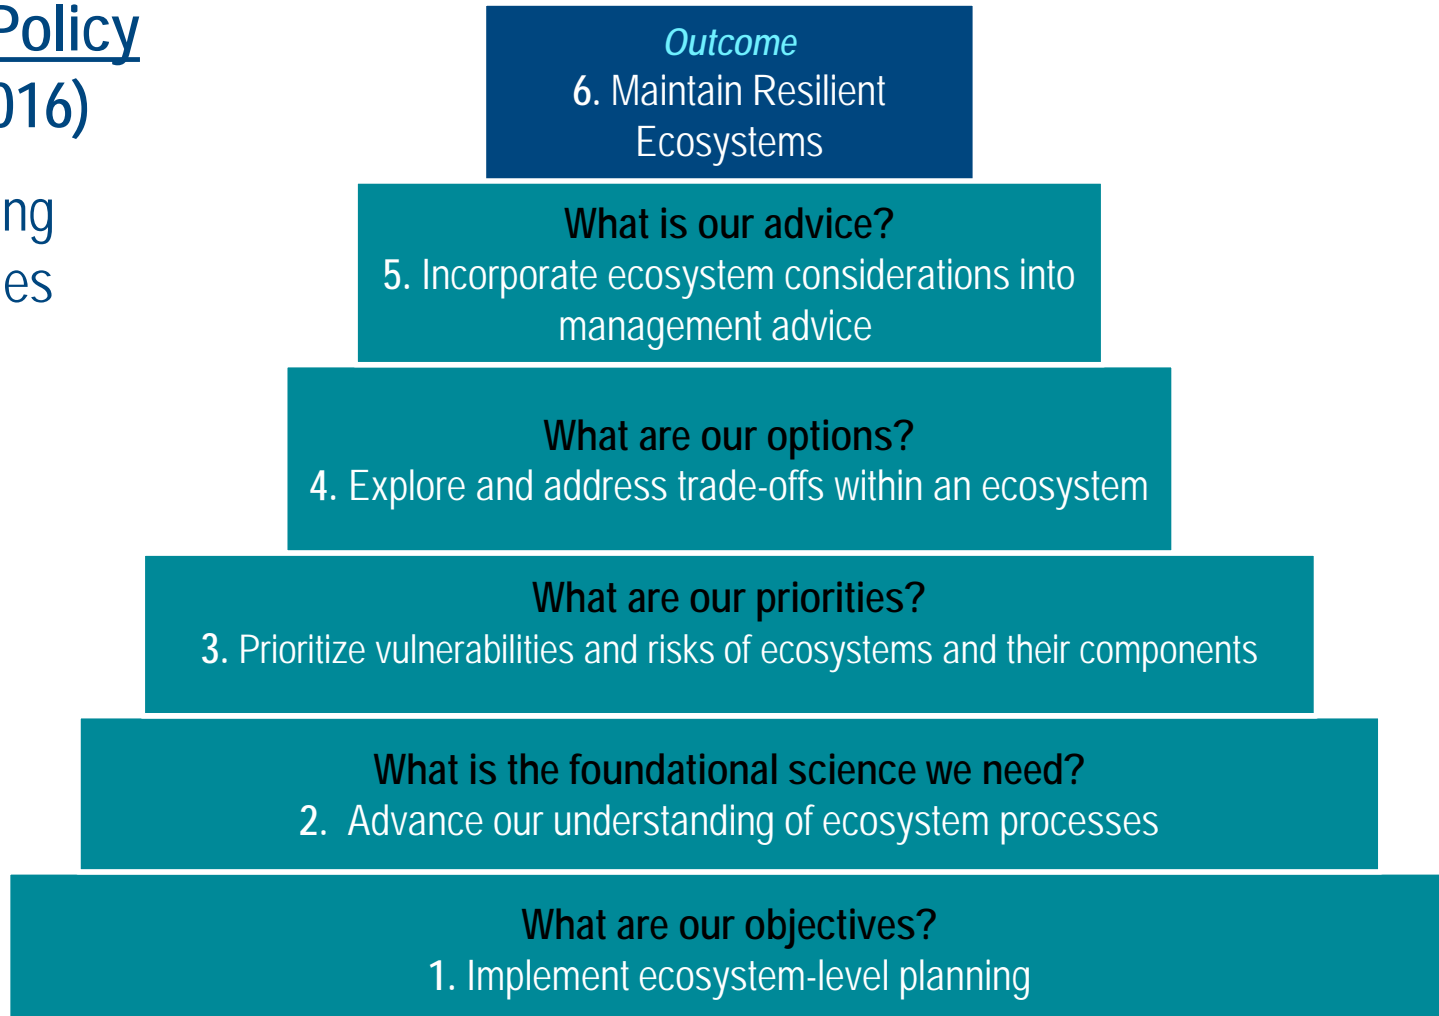 Policy
016)
ng
es
Outcome
6. Maintain Resilient
Ecosystems
What is our advice?
5. Incorporate ecosystem considerations into
management advice
What are our options?
4. Explore and address trade-offs within an ecosystem
What are our priorities?
3. Prioritize vulnerabilities and risks of ecosystems and their components
What is the foundational science we need?
2. Advance our understanding of ecosystem processes
What are our objectives?
1. Implement ecosystem-level planning